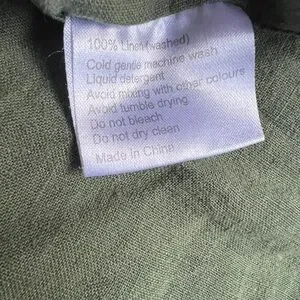 100% Linen (washed)
Cold gentle machine wash
Liquid detergent
Avoid mixing with other colours
Avoid tumble drying
Do not bleach
Do not dry clean
Made in China